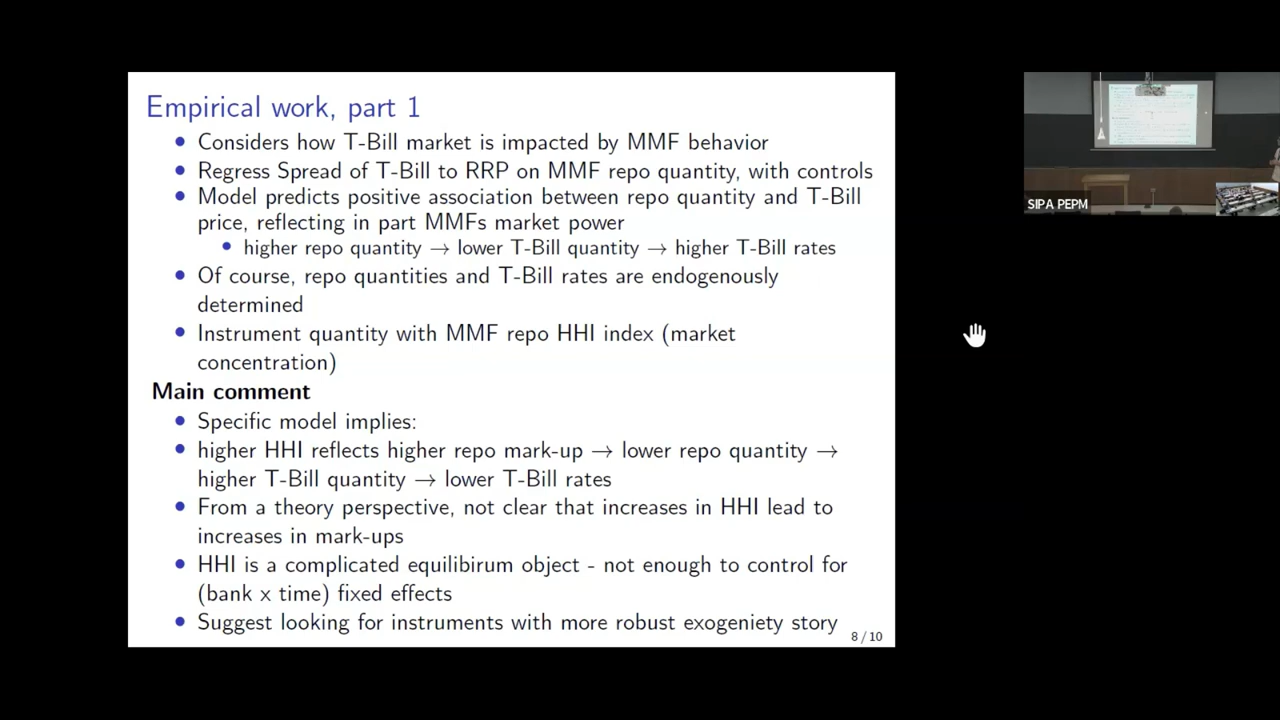 Empirical work, part 1
• Considers how T-Bill market is impacted by MMF behavior
• Regress Spread of T-Bill to RRP on MMF repo quantity, with controls
• Model predicts positive association between repo quantity and T-Bill
price, reflecting in part MMFs market power
• higher repo quantity → lower T-Bill quantity → higher T-Bill rates
• Of course, repo quantities and T-Bill rates are endogenously
determined
• Instrument quantity with MMF repo HHI index (market
concentration)
Main comment
• Specific model implies:
• higher HHI reflects higher repo mark-up → lower repo quantity →
higher T-Bill quantity → lower T-Bill rates
• From a theory perspective, not clear that increases in HHI lead to
increases in mark-ups
• HHI is a complicated equilibirum object - not enough to control for
(bank x time) fixed effects
• Suggest looking for instruments with more robust exogeniety story
8 / 10
SIPA PEPM